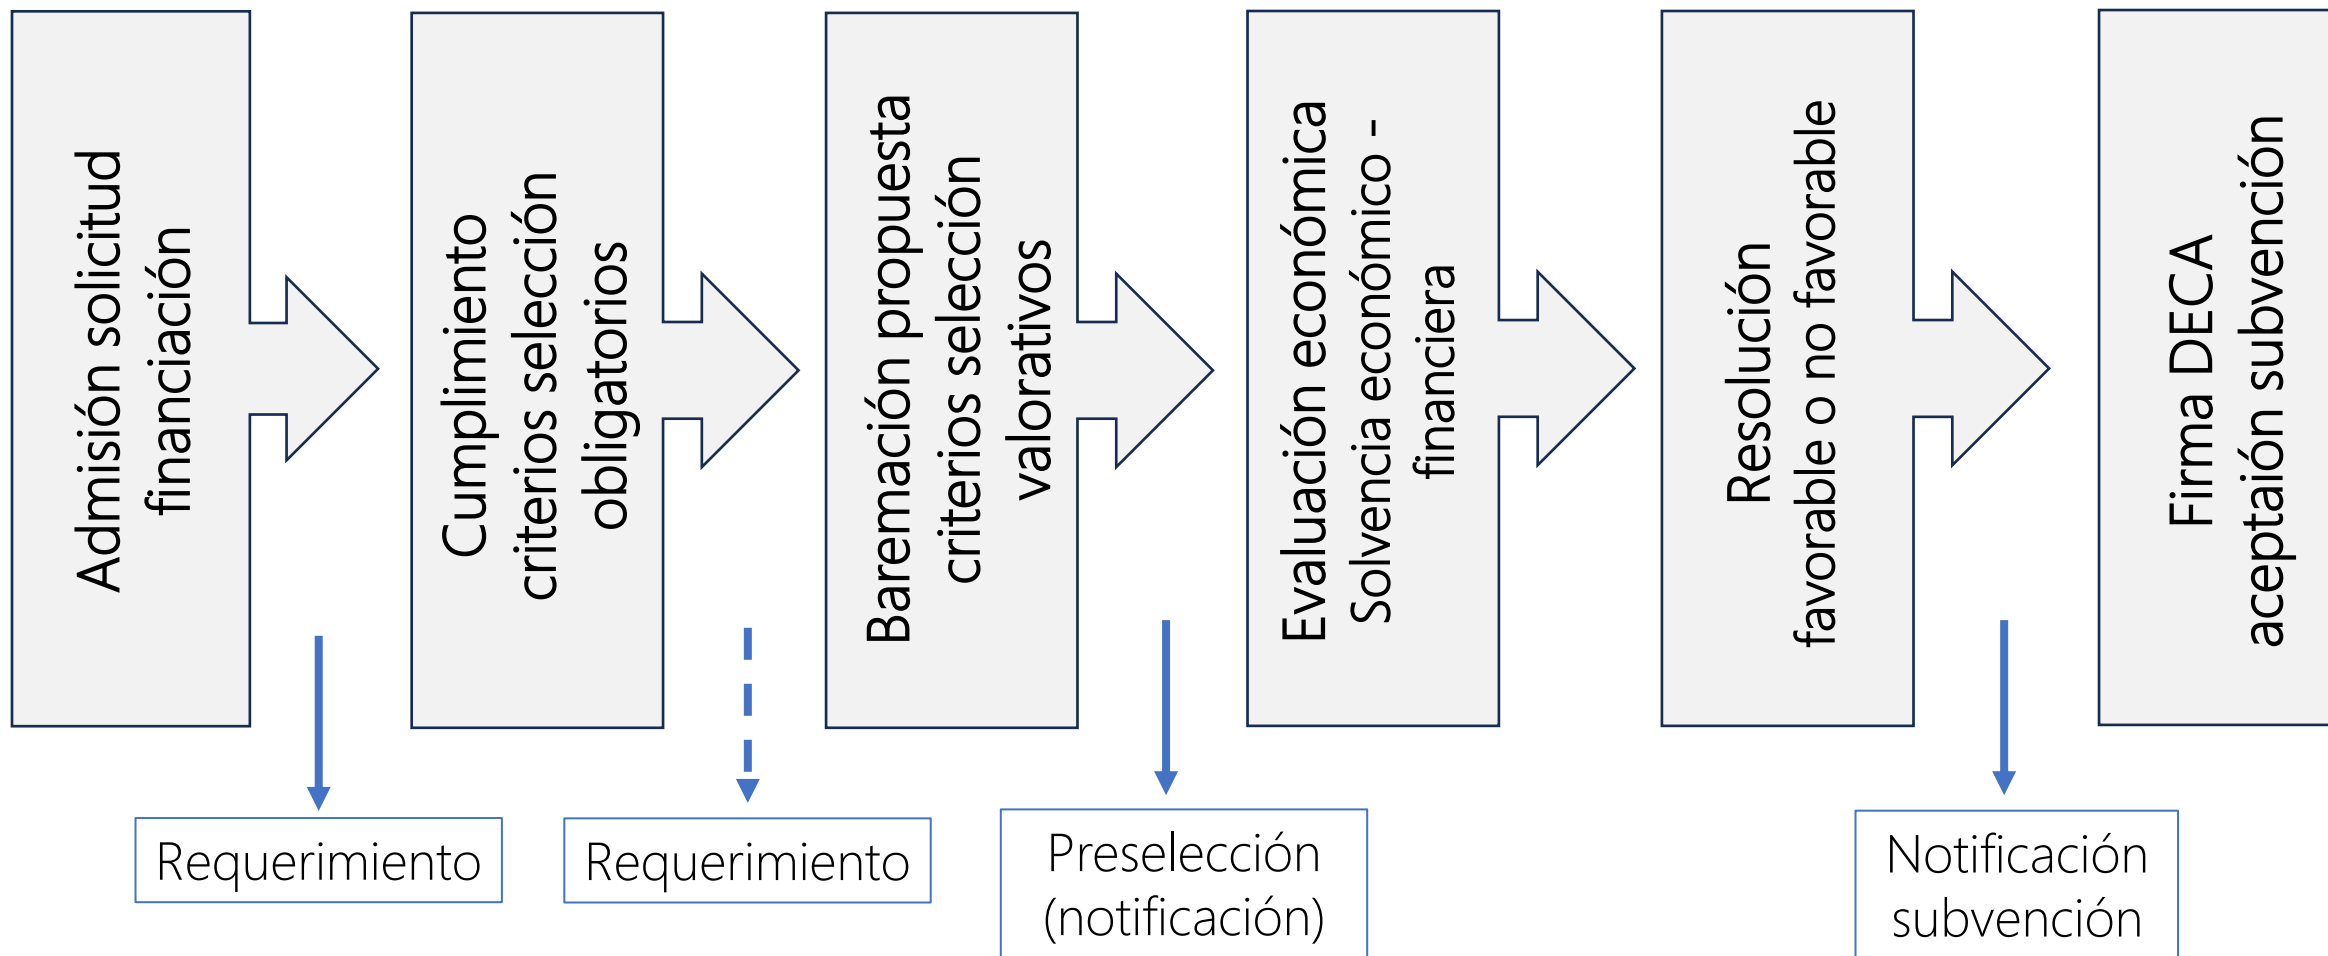 Admisión solicitud
financiación
Cumplimiento
criterios selección
obligatorios
Baremación propuesta
criterios selección
valorativos
Evaluación económica
Solvencia económico -
financiera
Resolución
favorable o no favorable
Firma DECA
aceptaión subvención
Requerimiento
Requerimiento
Preselección
(notificación)
Notificación
subvención